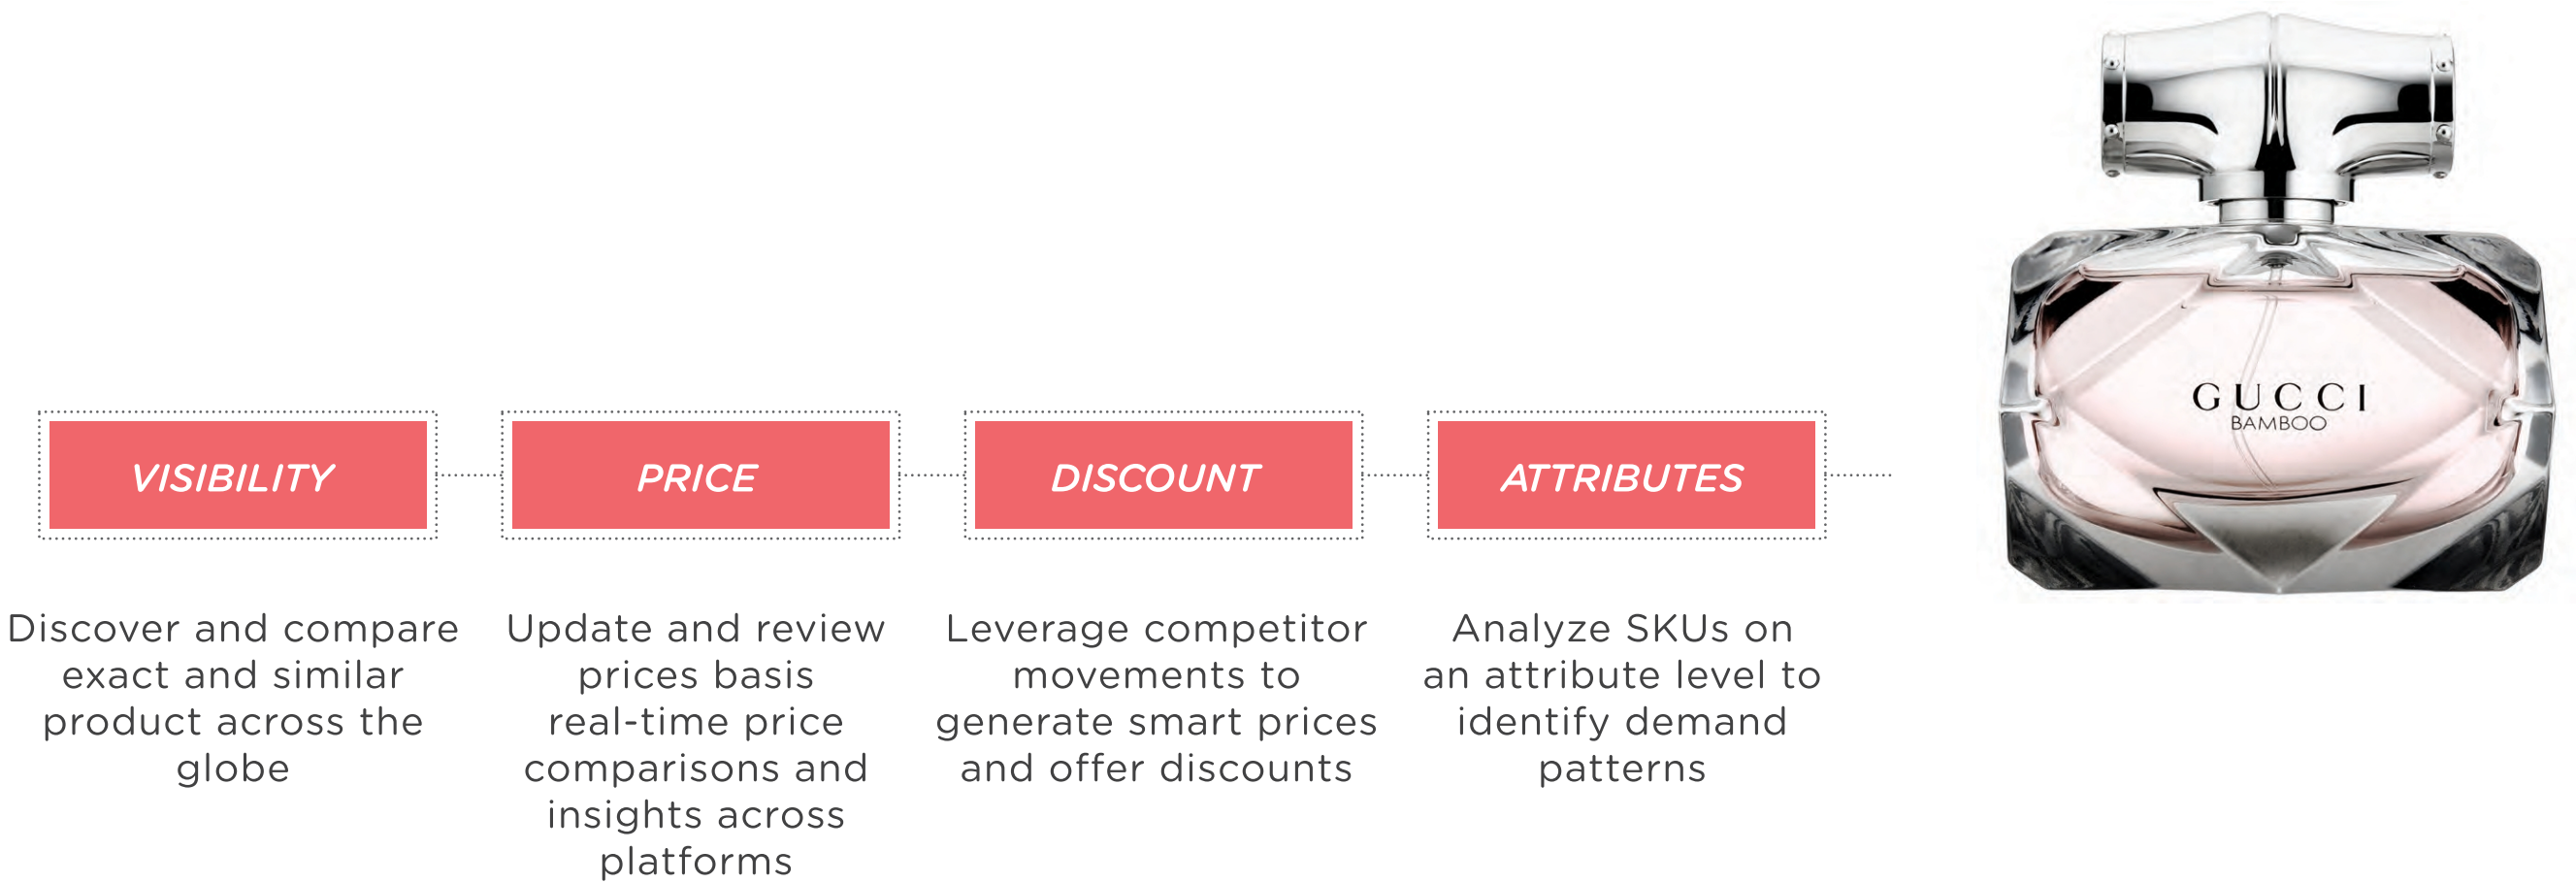 VISIBILITY
Discover and compare
exact and similar
product across the
globe
PRICE
Update and review
prices basis
real-time price
comparisons and
insights across
platforms
DISCOUNT
Leverage competitor
movements to
generate smart prices
and offer discounts
ATTRIBUTES
Analyze SKUs on
an attribute level to
identify demand
patterns
GUCCI
BAMBOO